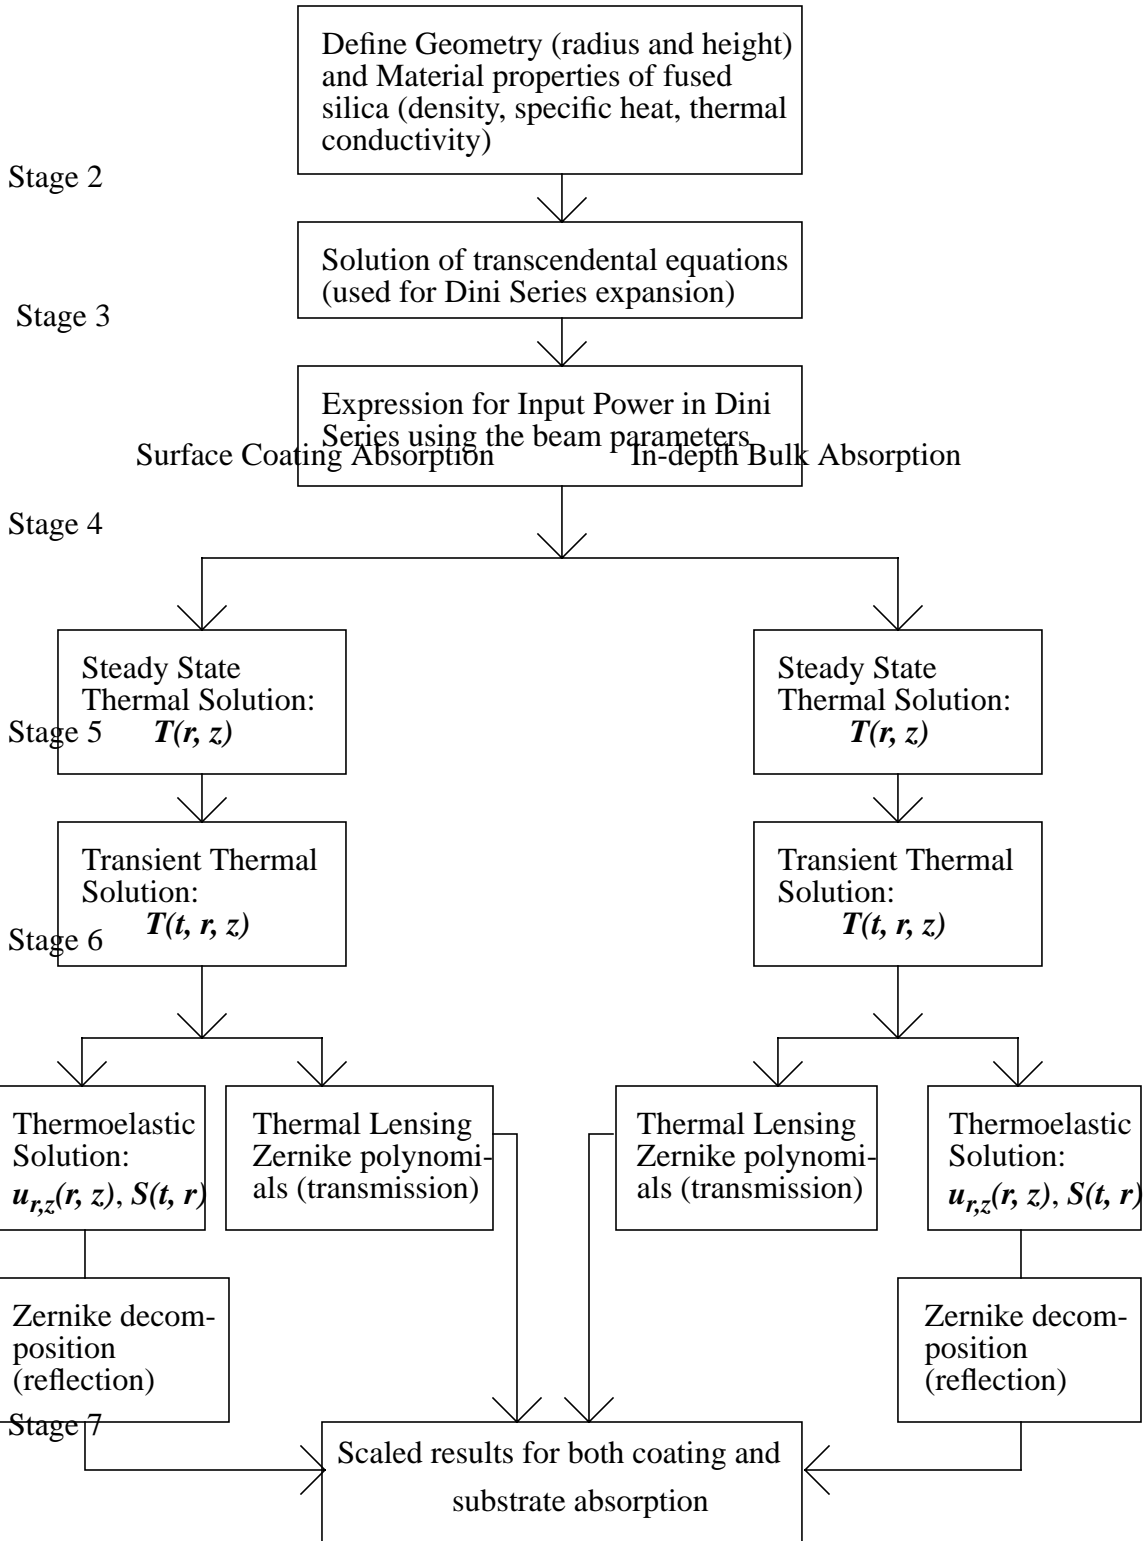 Define Geometry (radius and height)
and Material properties of fused
silica (density, specific heat, thermal
conductivity)
Stage 2
Solution of transcendental equations
(used for Dini Series expansion)
Stage 3
Expression for Input Power in Dini
Series using the beam parameters
Surface Coating Absorption
In-depth Bulk Absorption
Stage 4
Steady State
Thermal Solution:
T(r, z)
Steady State
Thermal Solution:
T(r, z)
Stage 5
Transient Thermal
Solution:
T(t, r, z)
Transient Thermal
Solution:
T(t, r, z)
Stage 6
Thermoelastic
Solution:
u_{r,z}(r, z), S(t, r)
Thermal Lensing
Zernike polynomi-
als (transmission)
Thermal Lensing
Zernike polynomi-
als (transmission)
Thermoelastic
Solution:
u_{r,z}(r, z), S(t, r)
Zernike decom-
position
(reflection)
Zernike decom-
position
(reflection)
Stage 7
Scaled results for both coating and
substrate absorption